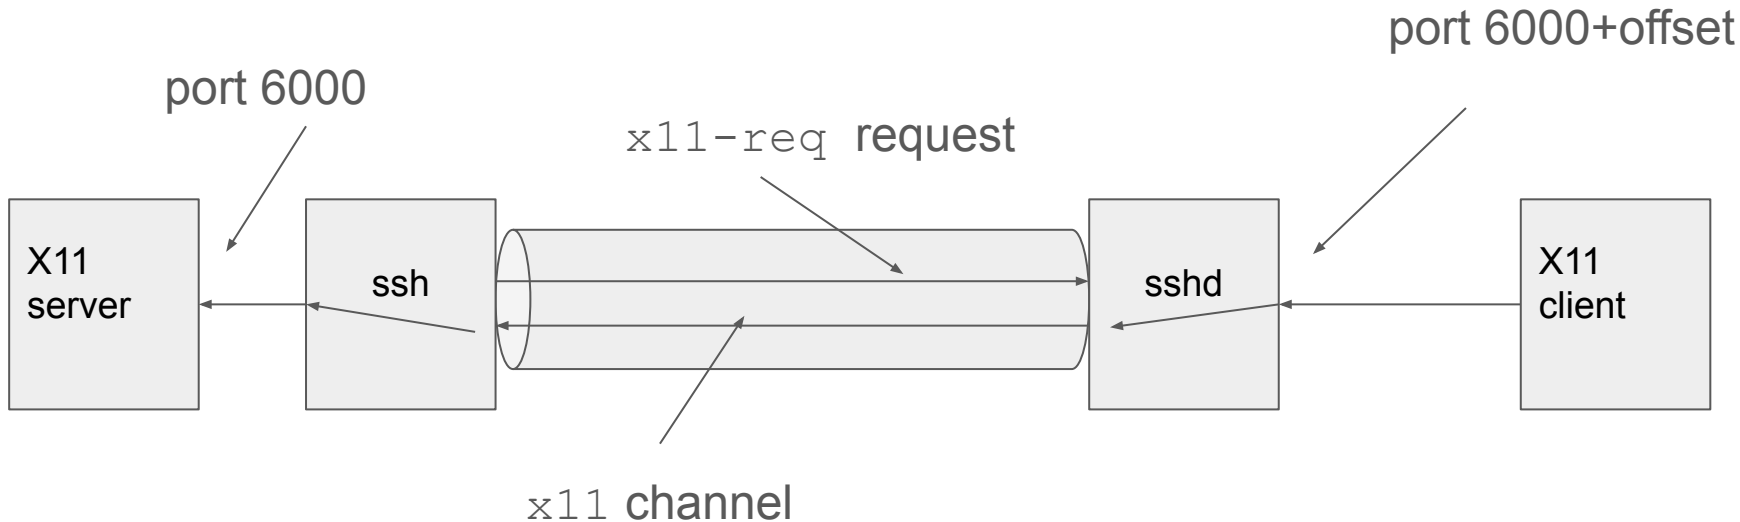 port 6000+offset
port 6000
x11-req request
X11
server
ssh
sshd
X11
client
x11 channel